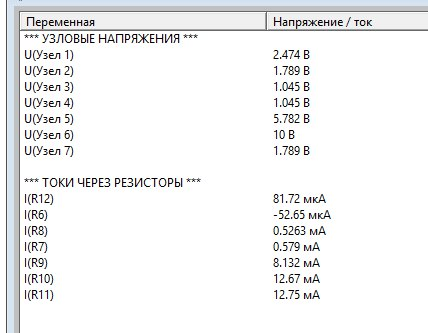 Переменная Напряжение / ток
*** УЗЛОВЫЕ НАПРЯЖЕНИЯ ***
U(Узел 1) 2.474 В
U(Узел 2) 1.789 В
U(Узел 3) 1.045 В
U(Узел 4) 1.045 В
U(Узел 5) 5.782 В
U(Узел 6) 10 В
U(Узел 7) 1.789 В
*** ТОКИ ЧЕРЕЗ РЕЗИСТОРЫ ***
I(R12) 81.72 мкА
I(R6) -52.65 мкА
I(R8) 0.5263 мА
I(R7) 0.579 мА
I(R9) 8.132 мА
I(R10) 12.67 мА
I(R11) 12.75 мА